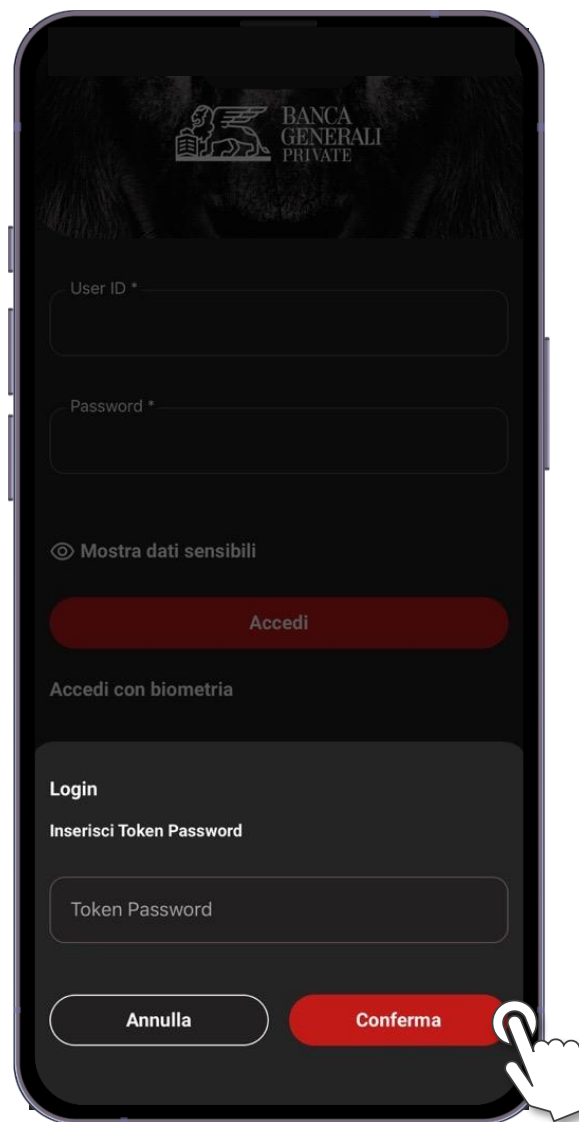 BANCA
GENERALI
PRIVATE
User ID *
Password *
Mostra dati sensibili
Accedi
Accedi con biometria
Login
Inserisci Token Password
Token Password
Annulla
Conferma